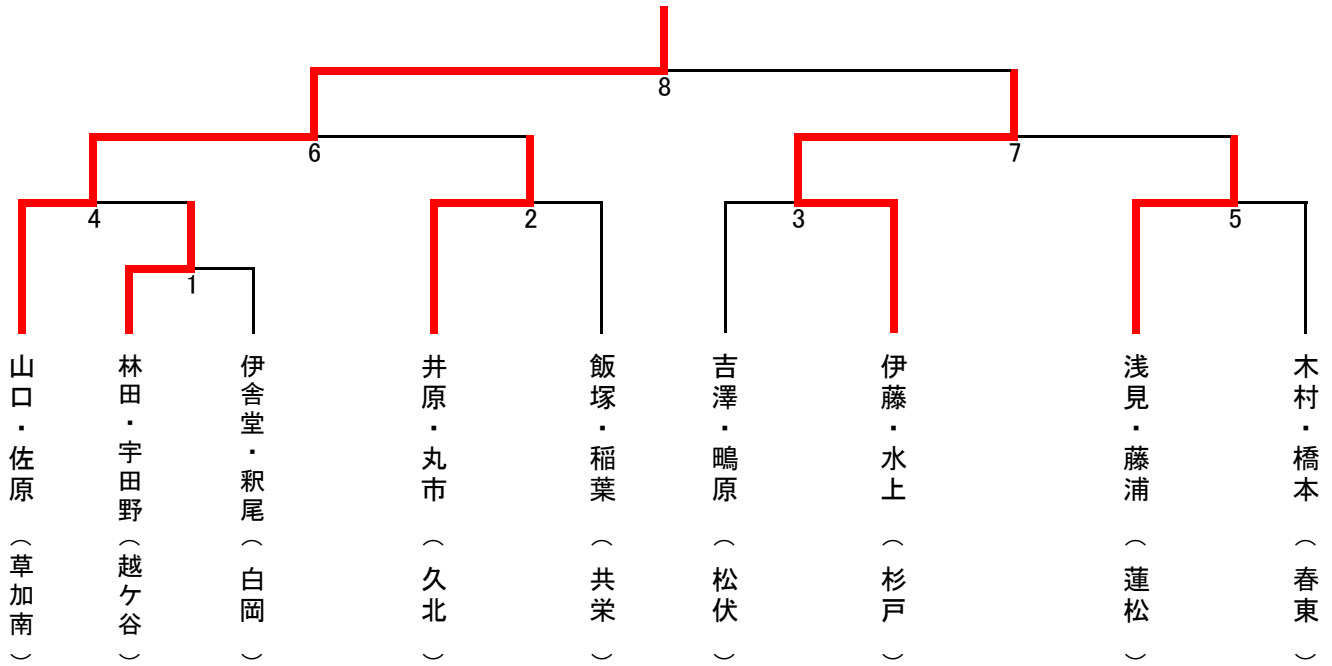 8
6
7
4
2
3
5
1
山口・佐原（草加南）
林田・宇田野（越ケ谷）
伊舎堂・釈尾（白岡）
井原・丸市（久北）
飯塚・稲葉（共栄）
吉澤・鴫原（松伏）
伊藤・水上（杉戸）
浅見・藤浦（蓮松）
木村・橋本（春東）